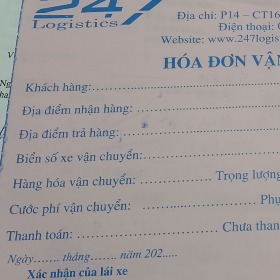 247
Logistics
Địa chỉ: P14 – CT16
Điện thoại:
Website: www.247logis
HÓA ĐƠN VẬN
Khách hàng:
Địa điểm nhận hàng:
Địa điểm trả hàng:
Biển số xe vận chuyển:
Hàng hóa vận chuyển: Trọng lượng
Cước phí vận chuyển: Phụ
Thanh toán: Chưa than
Ngày....... tháng....... năm 202.....
Xác nhận của lái xe